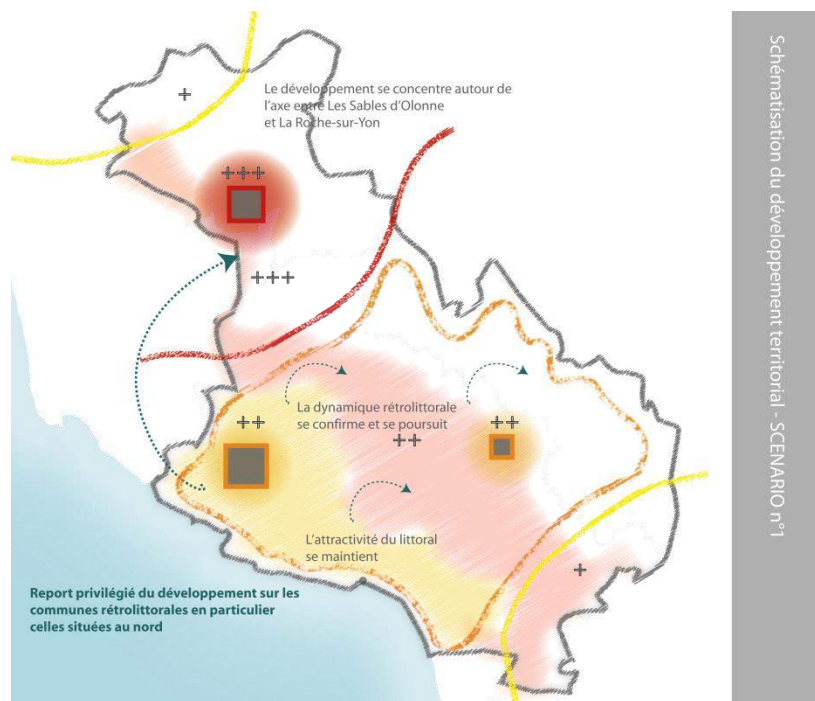 Le développement se concentre autour de
l'axe entre Les Sables d'Olonne
et La Roche-sur-Yon
+
+++
+++
La dynamique rétrolittorale
se confirme et se poursuit
++
++
++
L'attractivité du littoral
se maintient
+
Report privilégié du développement sur les
communes rétrolittorales en particulier
celles situées au nord
Schématisation du développement territorial - SCENARIO n°1